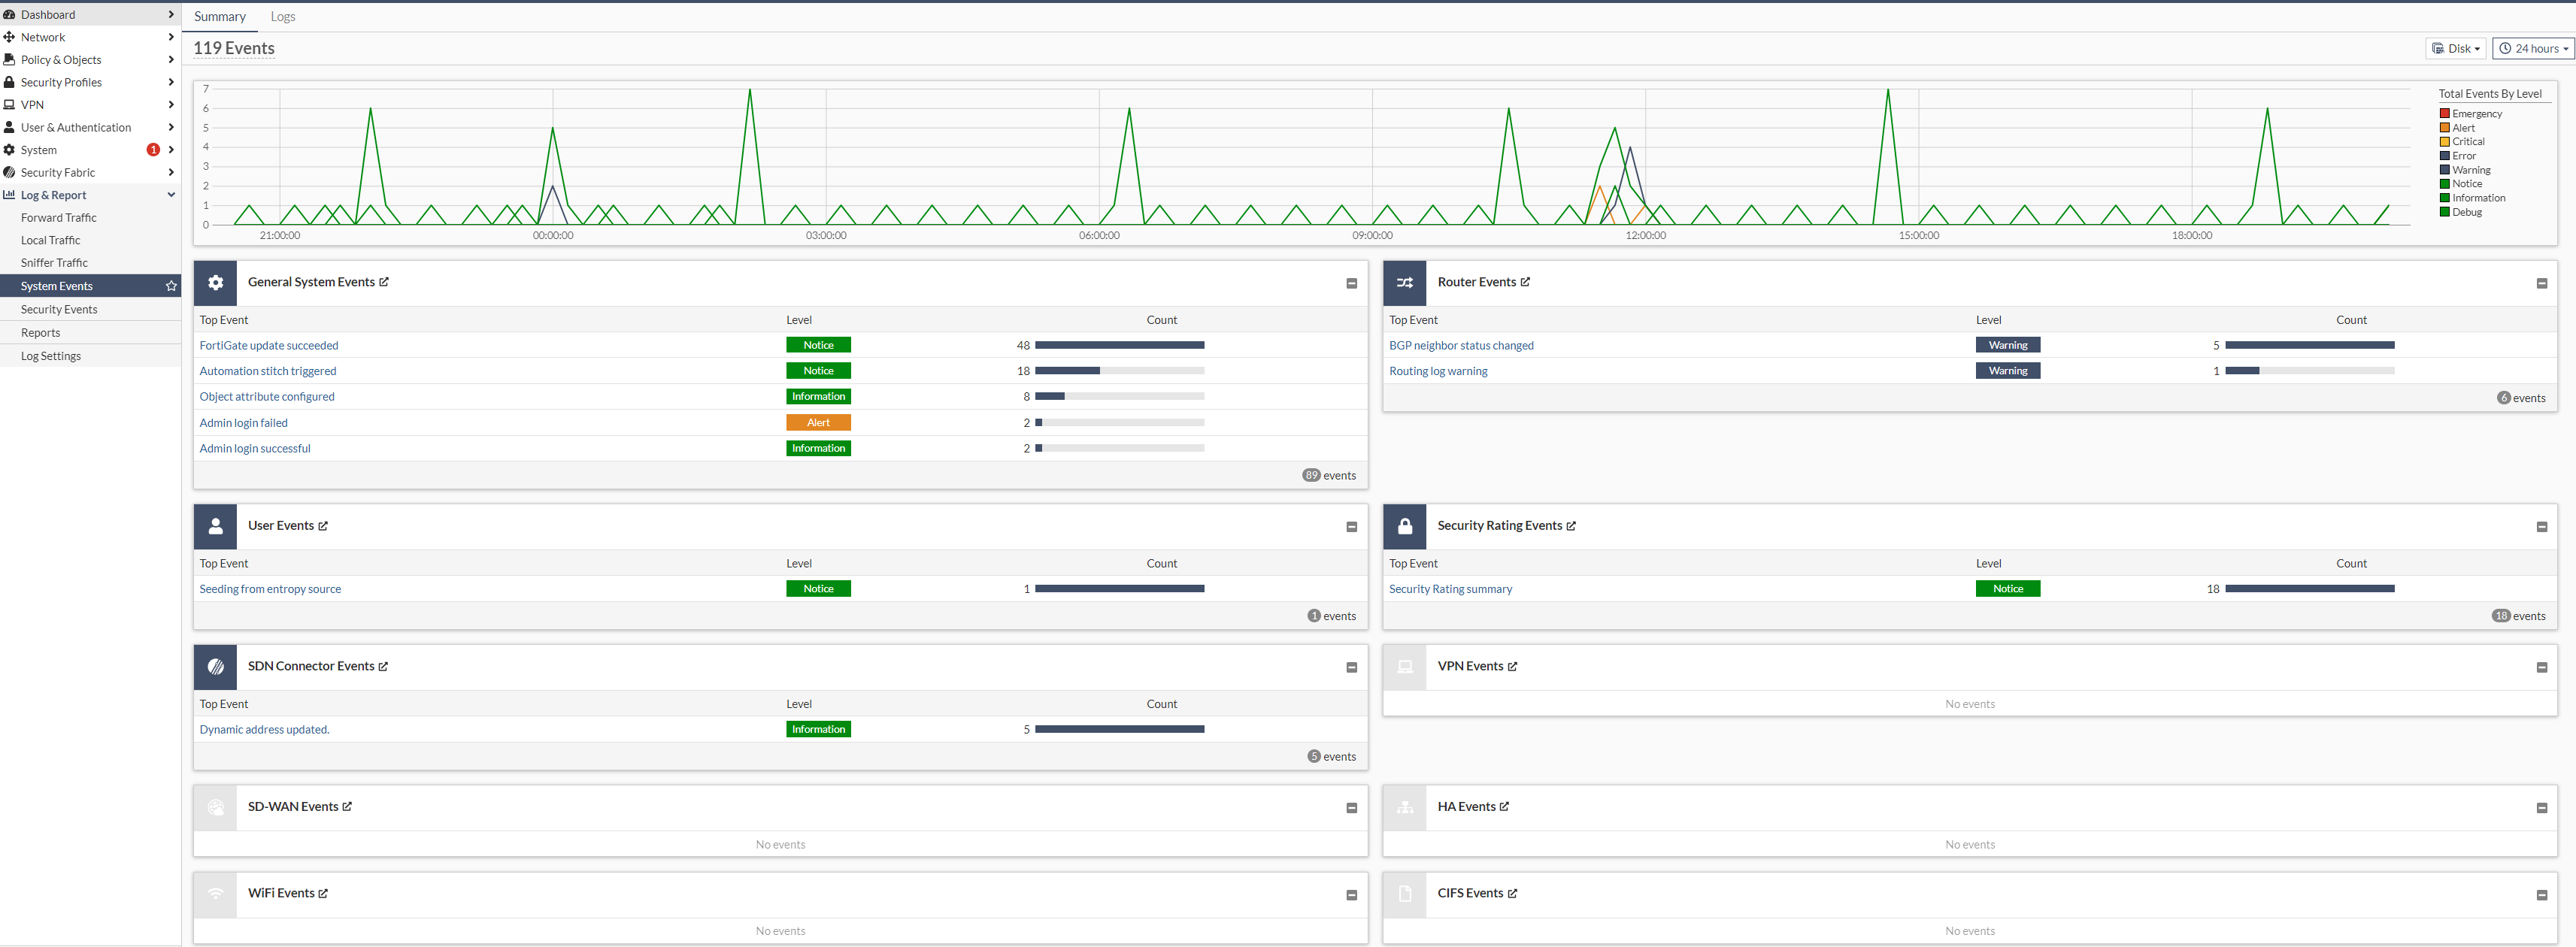 Dashboard
Network
Policy & Objects
Security Profiles
VPN
User & Authentication
System 1
Security Fabric
Log & Report
Forward Traffic
Local Traffic
Sniffer Traffic
System Events
Security Events
Reports
Log Settings
Summary Logs
119 Events Disk 24 hours
7
6
5
4
3
2
1
0
21:00:00 00:00:00 03:00:00 06:00:00 09:00:00 12:00:00 15:00:00 18:00:00
Total Events By Level
Emergency
Alert
Critical
Error
Warning
Notice
Information
Debug
General System Events
Top Event Level Count
FortiGate update succeeded Notice 48
Automation stitch triggered Notice 18
Object attribute configured Information 8
Admin login failed Alert 2
Admin login successful Information 2
89 events
Router Events
Top Event Level Count
BGP neighbor status changed Warning 5
Routing log warning Warning 1
6 events
User Events
Top Event Level Count
Seeding from entropy source Notice 1
1 events
Security Rating Events
Top Event Level Count
Security Rating summary Notice 18
18 events
SDN Connector Events
Top Event Level Count
Dynamic address updated. Information 5
5 events
VPN Events
No events
SD-WAN Events
No events
HA Events
No events
WiFi Events
No events
CIFS Events
No events